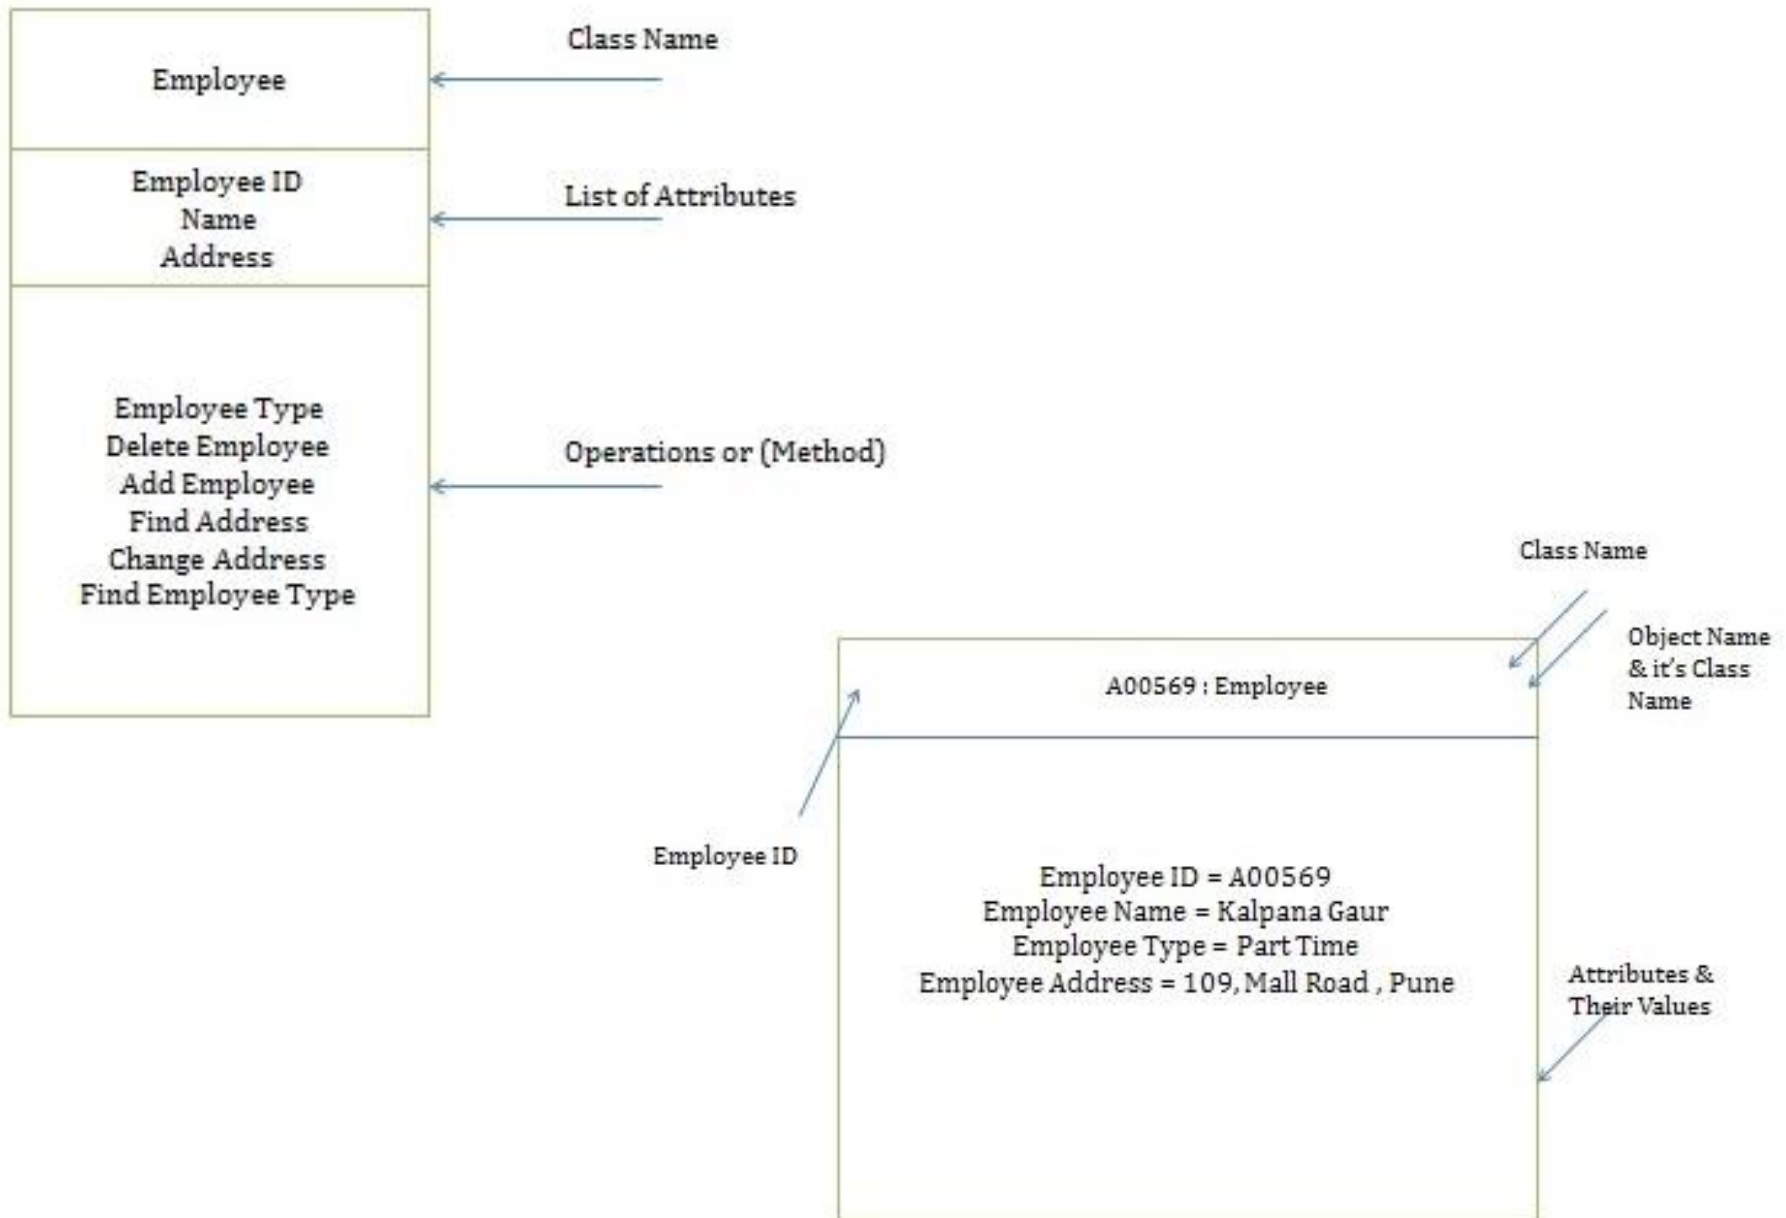 Employee
Class Name
Employee ID
Name
Address
List of Attributes
Employee Type
Delete Employee
Add Employee
Find Address
Change Address
Find Employee Type
Operations or (Method)
Class Name
Object Name
& it's Class
Name
A00569 : Employee
Employee ID
Employee ID = A00569
Employee Name = Kalpana Gaur
Employee Type = Part Time
Employee Address = 109, Mall Road , Pune
Attributes &
Their Values